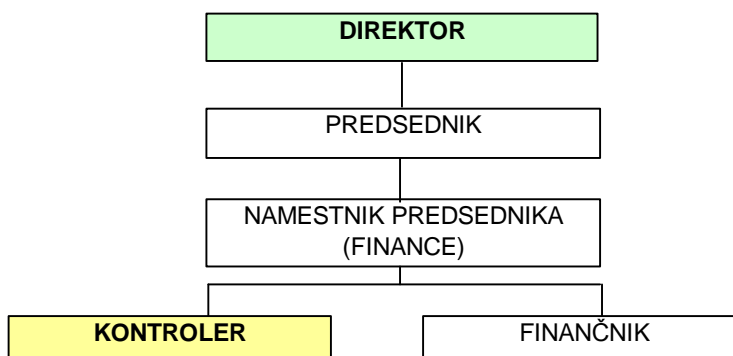 DIREKTOR
PREDSEDNIK
NAMESTNIK PREDSEDNIKA
(FINANCE)
KONTROLER
FINANČNIK